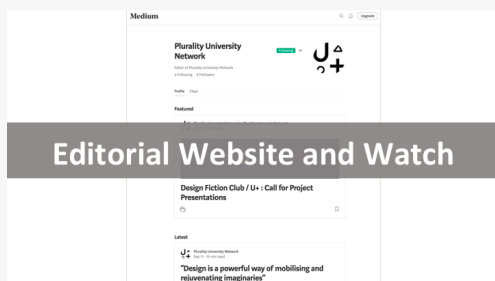 Medium
Upgrade
Plurality University
Network
Following
Editor of Plurality University Network
Profile Claps
Featured
Editorial Website and Watch
Design Fiction Club / U+ : Call for Project
Presentations
Latest
Plurality University Network
"Design is a powerful way of mobilising and
rejuvenating imaginaries"